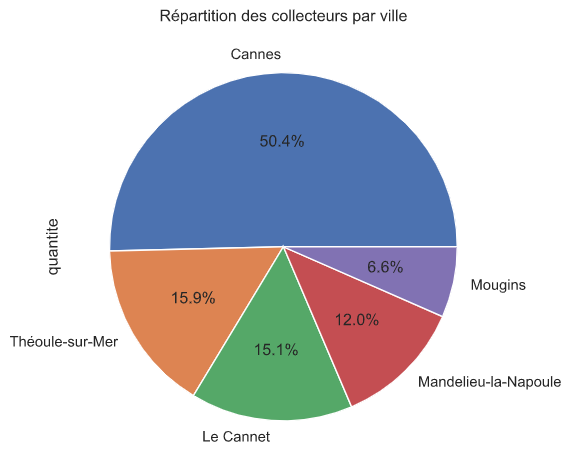 Répartition des collecteurs par ville
Cannes
50.4%
quantite
6.6%
Mougins
15.9%
12.0%
Théoule-sur-Mer
15.1%
Mandelieu-la-Napoule
Le Cannet